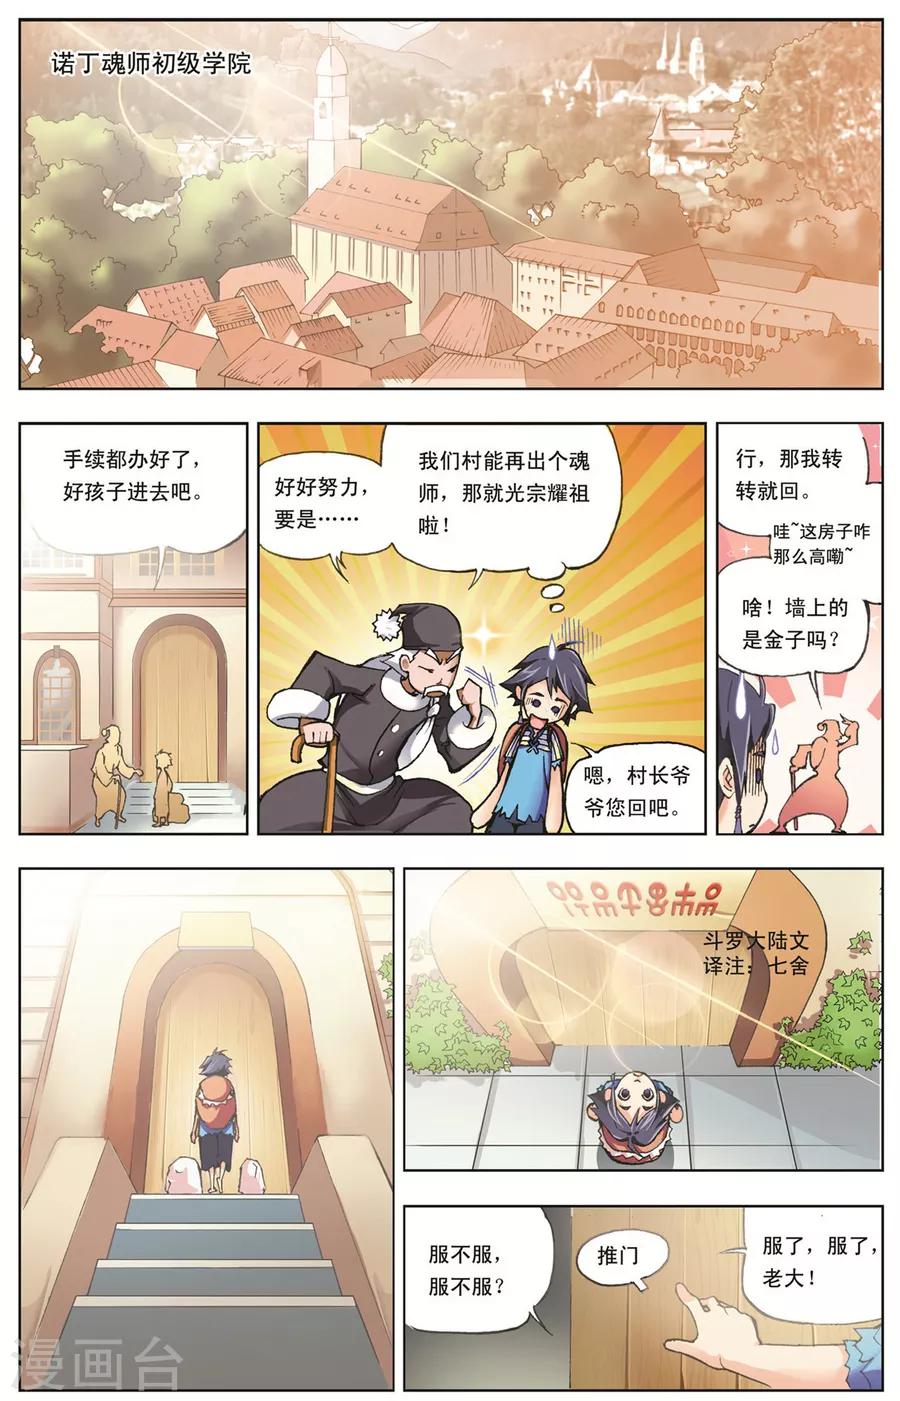 诺丁魂师初级学院
手续都办好了，
好孩子进去吧。
好好努力，
要是……
我们村能再出个魂
师，那就光宗耀祖
啦！
嗯，村长爷
爷您回吧。
行，那我转
转就回。
哇~这房子咋
那么高嘞~
啥！墙上的
是金子吗？
斗罗大陆文
译注：七舍
服不服，
服不服？
推门
服了，服了，
老大！
漫画台